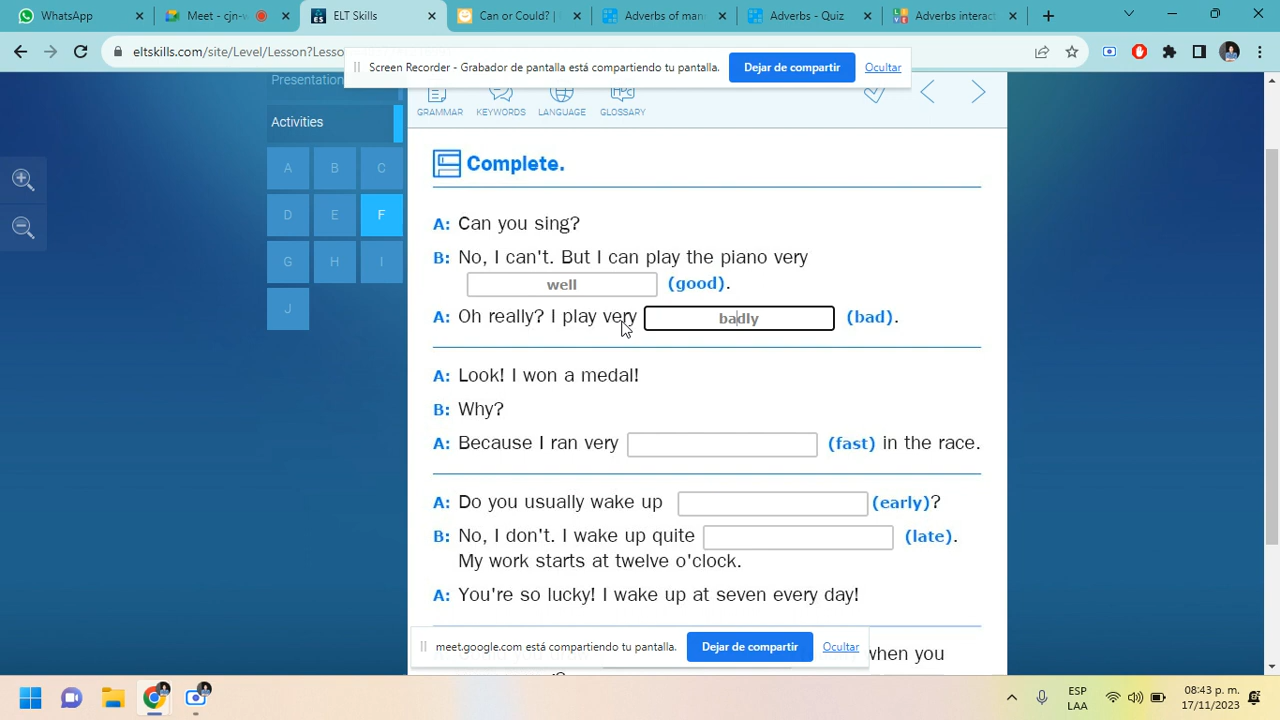 WhatsApp
Meet - cjn-v
ELT Skills
Can or Could? |
Adverbs of man
Adverbs - Quiz
Adverbs interac
eltskills.com/site/Level/Lesson?Lesso
Screen Recorder - Grabador de pantalla está compartiendo tu pantalla.
Dejar de compartir
Ocultar
Presentation
Activities
A B C
D E F
G H I
J
GRAMMAR KEYWORDS LANGUAGE GLOSSARY
Complete.
A: Can you sing?
B: No, I can't. But I can play the piano very
well (good).
A: Oh really? I play very badly (bad).
A: Look! I won a medal!
B: Why?
A: Because I ran very (fast) in the race.
A: Do you usually wake up (early)?
B: No, I don't. I wake up quite (late).
My work starts at twelve o'clock.
A: You're so lucky! I wake up at seven every day!
meet.google.com está compartiendo tu pantalla.
Dejar de compartir
Ocultar
when you
ESP
LAA
08:43 p. m.
17/11/2023